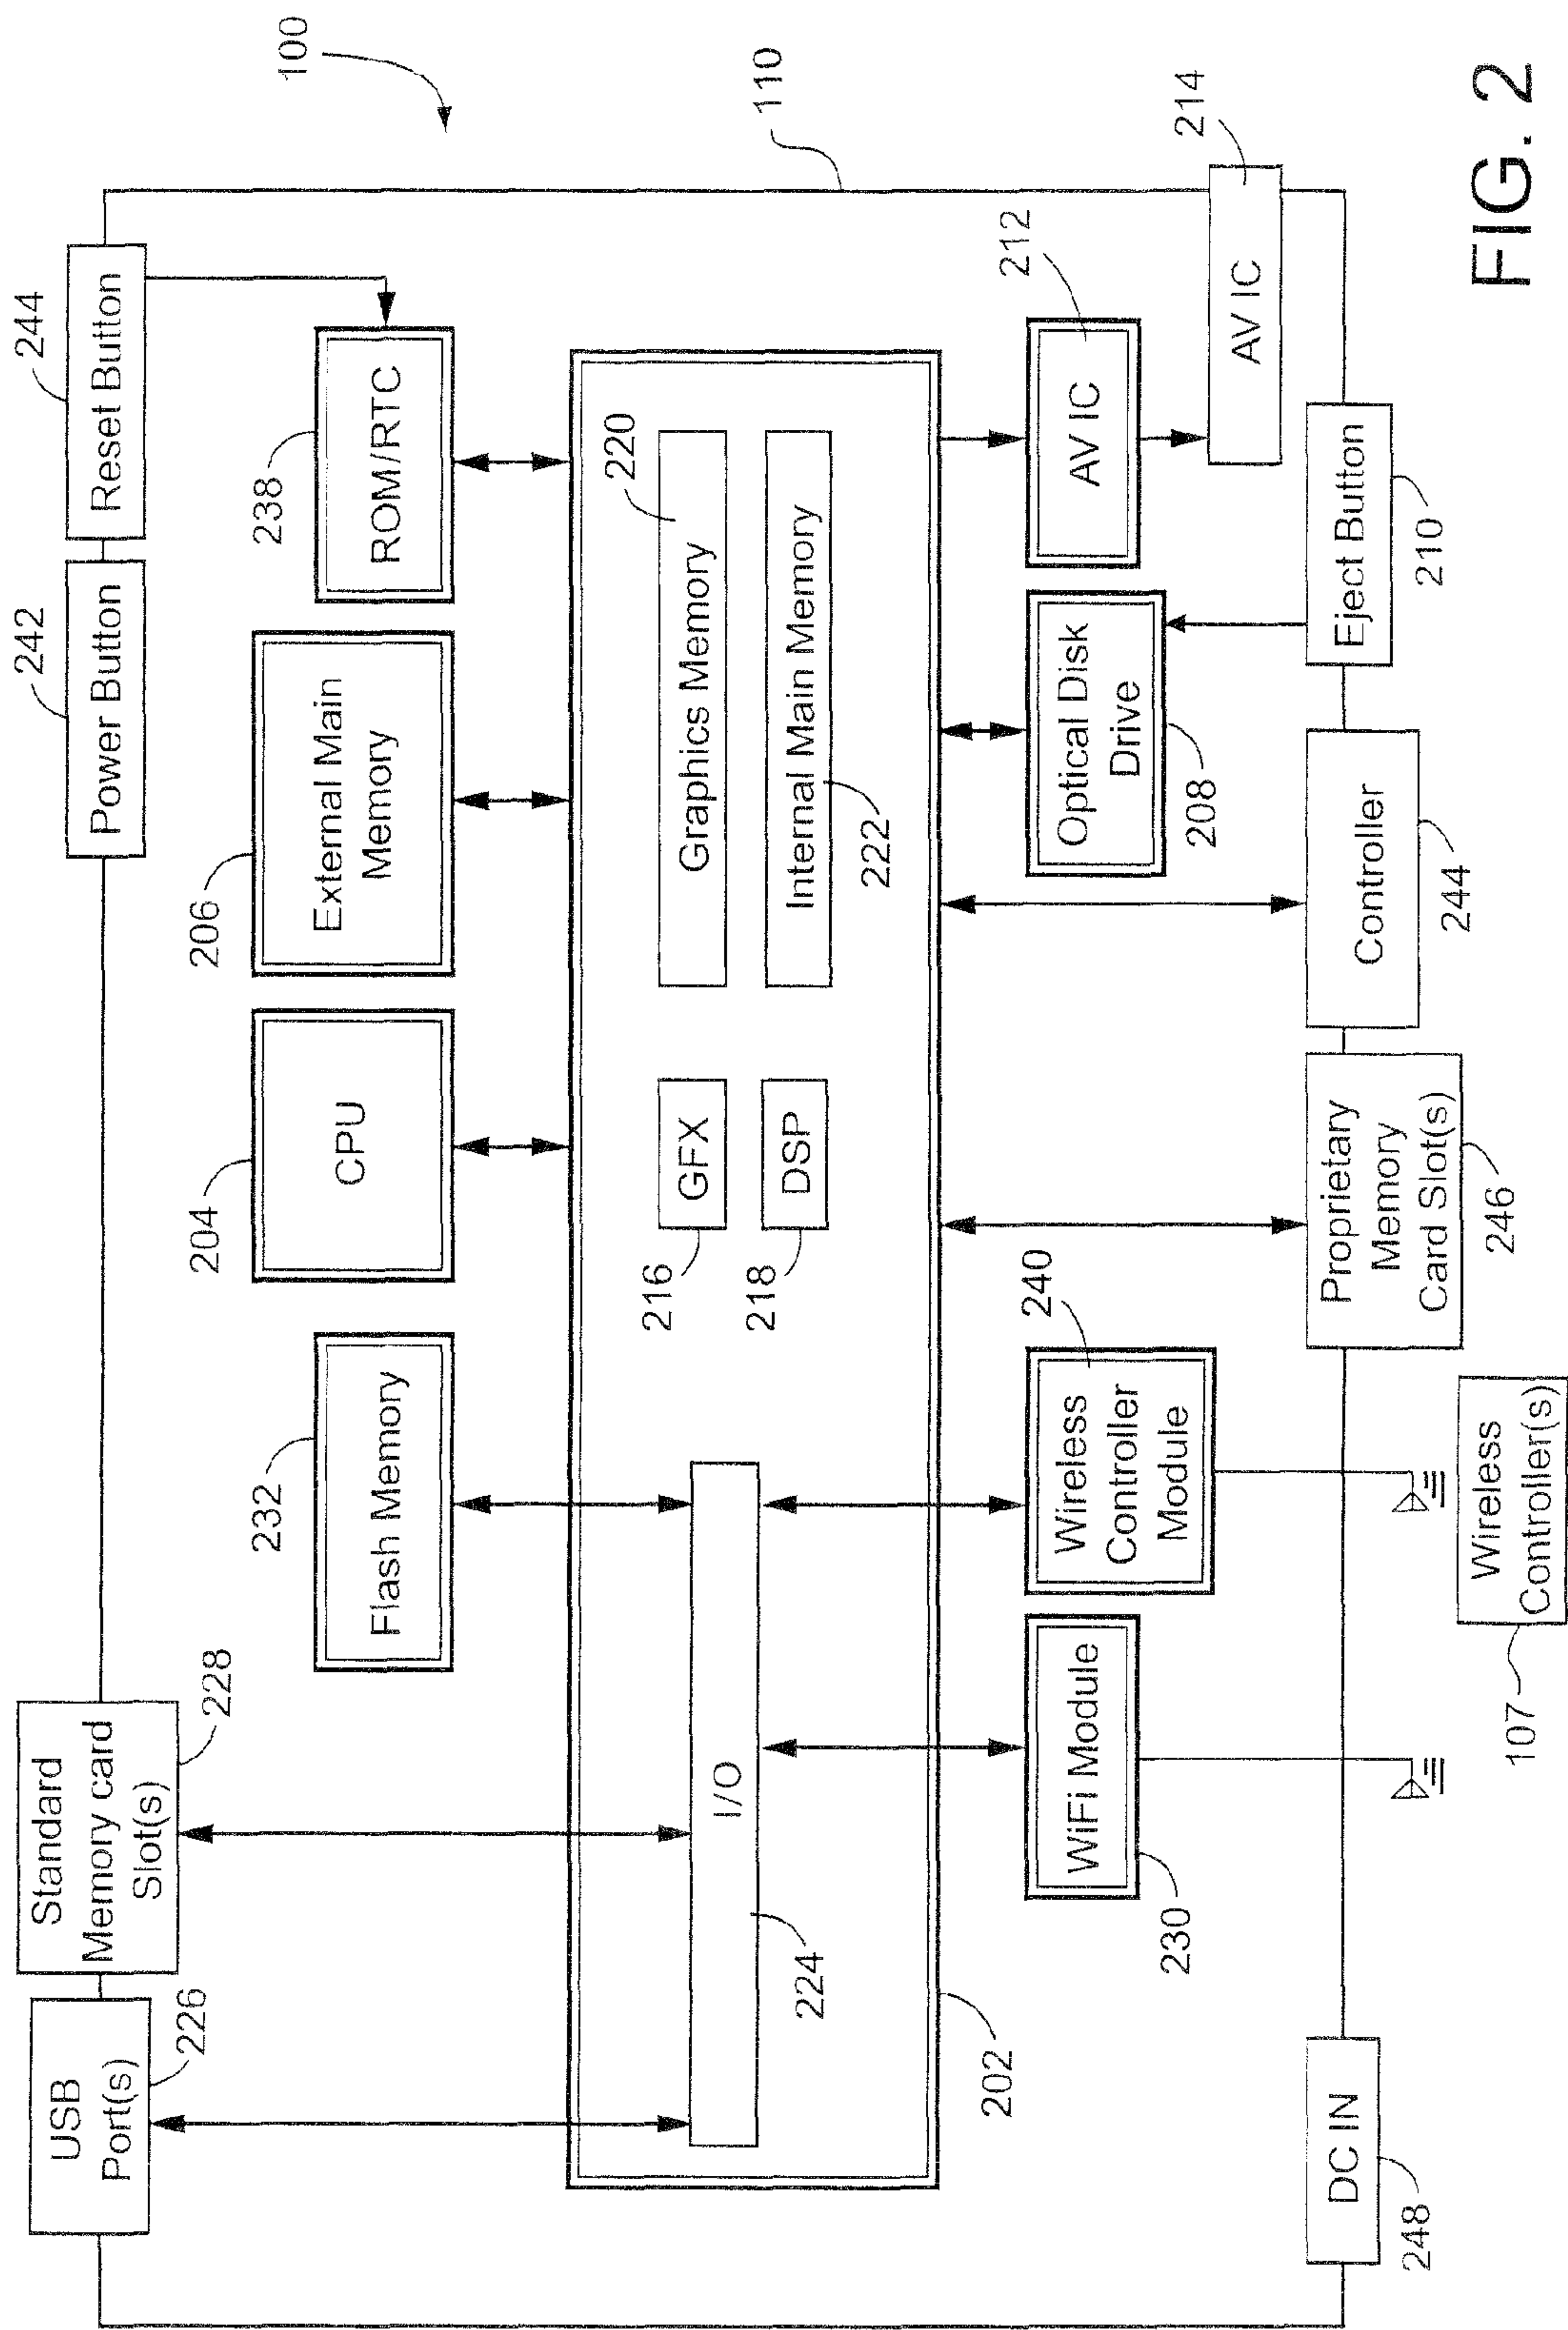 100
110
242
244
Power Button
Reset Button
USB
Port(s)
226
Standard
Memory card
Slot(s)
228
232
Flash Memory
204
CPU
206
External Main
Memory
238
ROM/RTC
I/O
224
202
216
GFX
218
DSP
220
Graphics Memory
Internal Main Memory
222
230
WiFi Module
240
Wireless
Controller
Module
208
Optical Disk
Drive
212
AV IC
AV IC
214
DC IN
248
107
Wireless
Controller(s)
Proprietary
Memory
Card Slot(s)
246
Controller
244
Eject Button
210
FIG. 2